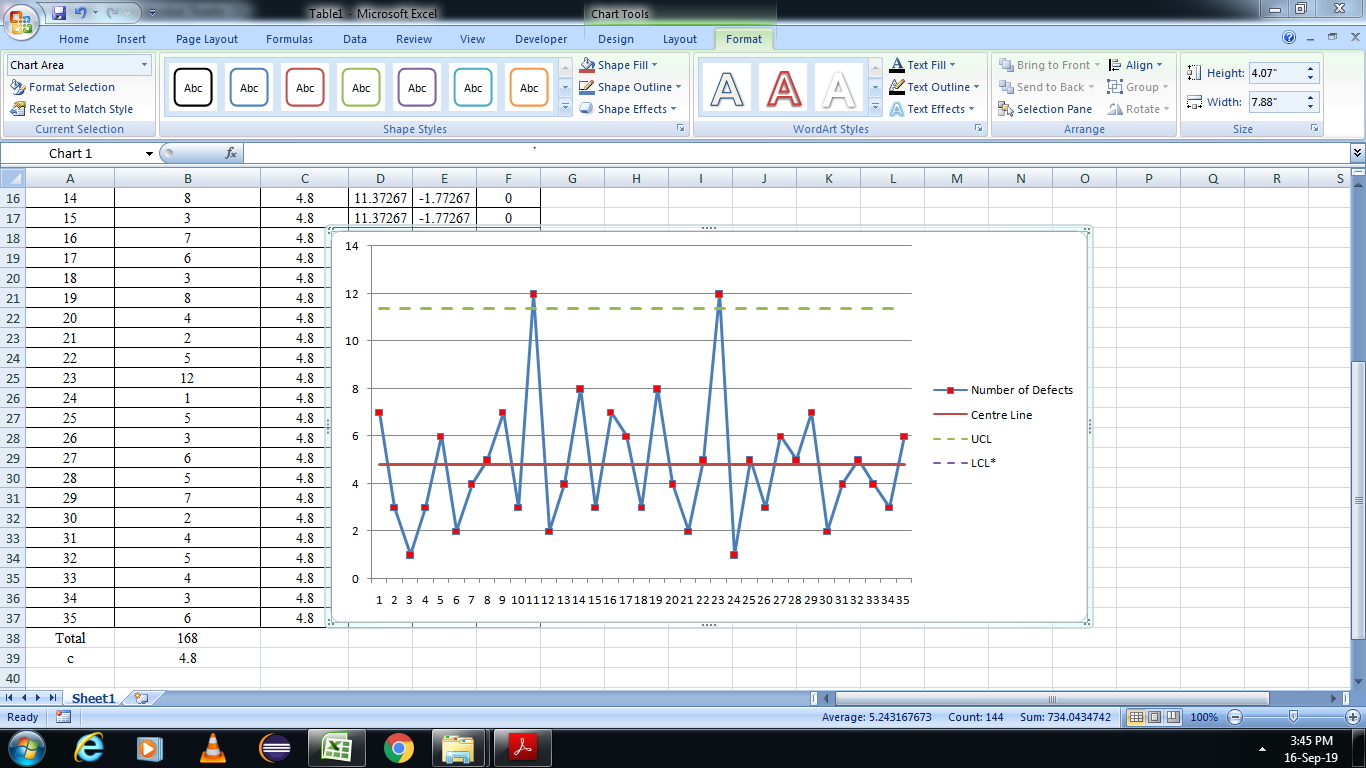 Table1 - Microsoft Excel Chart Tools
Home Insert Page Layout Formulas Data Review View Developer Design Layout Format
Chart Area
Format Selection
Reset to Match Style
Current Selection
Abc Abc Abc Abc Abc Abc Abc
Shape Fill
Shape Outline
Shape Effects
Shape Styles
A A A
Text Fill
Text Outline
Text Effects
WordArt Styles
Bring to Front
Send to Back
Selection Pane
Align
Group
Rotate
Arrange
Height: 4.07"
Width: 7.88"
Size
Chart 1 fx
A B C D E F G H I J K L M N O P Q R S
16 14 8 4.8 11.37267 -1.77267 0
17 15 3 4.8 11.37267 -1.77267 0
18 16 7 4.8
19 17 6 4.8
20 18 3 4.8
21 19 8 4.8
22 20 4 4.8
23 21 2 4.8
24 22 5 4.8
25 23 12 4.8
26 24 1 4.8
27 25 5 4.8
28 26 3 4.8
29 27 6 4.8
30 28 5 4.8
31 29 7 4.8
32 30 2 4.8
33 31 4 4.8
34 32 5 4.8
35 33 4 4.8
36 34 3 4.8
37 35 6 4.8
38 Total 168
39 c 4.8
40
14
12
10
8
6
4
2
0
1 2 3 4 5 6 7 8 9 10 11 12 13 14 15 16 17 18 19 20 21 22 23 24 25 26 27 28 29 30 31 32 33 34 35
Number of Defects
Centre Line
UCL
LCL*
Sheet1
Ready Average: 5.243167673 Count: 144 Sum: 734.0434742 100%
3:45 PM
16-Sep-19